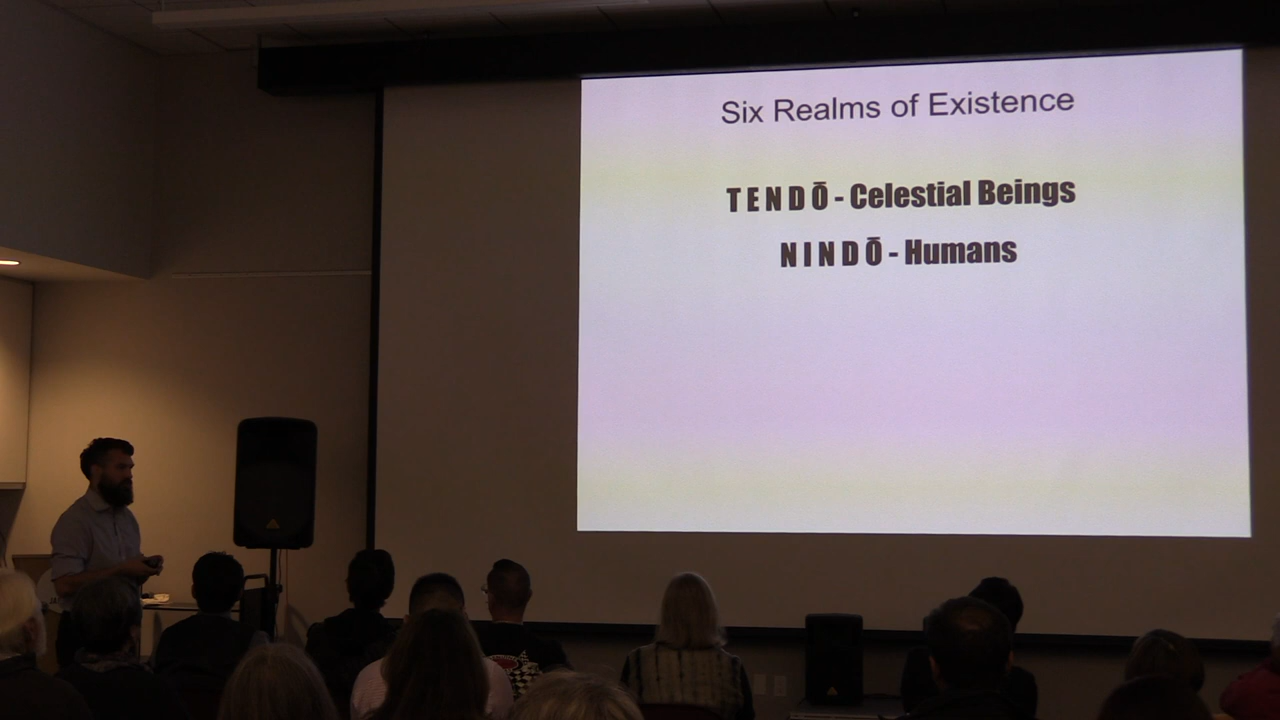 Six Realms of Existence
TENDŌ - Celestial Beings
NINDŌ - Humans